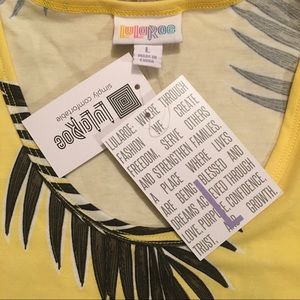 LuLaRoe
L
MADE IN
CHINA
simply comfortable
LuLaRoe
LULAROE WHERE THROUGH
FASHION WE CREATE
FREEDOM, SERVE OTHERS
AND STRENGTHEN FAMILIES.
A PLACE WHERE LIVES
ARE BEING BLESSED AND
DREAMS ACHIEVED THROUGH
LOVE, PURPOSE, CONFIDENCE,
TRUST, AND GROWTH.
L